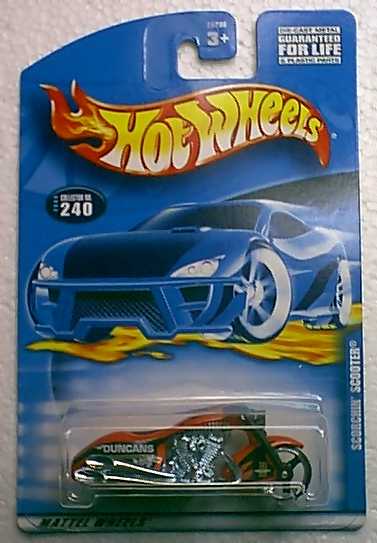 3+
DIE-CAST METAL
GUARANTEED
FOR LIFE
& PLASTIC PARTS
HOT WHEELS
COLLECTOR NO.
240
SCORCHIN' SCOOTER®
DUNCANS
MATTEL WHEELS